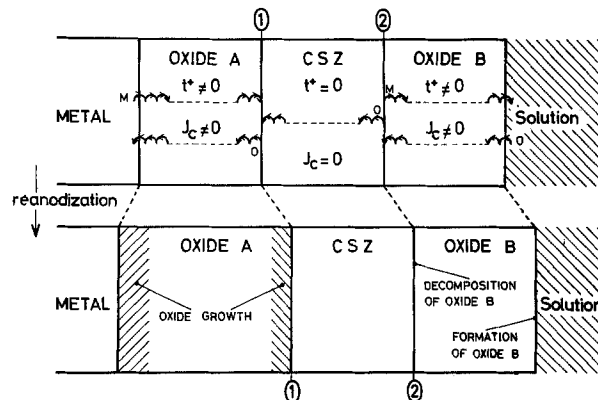 ① ②
OXIDE A CSZ OXIDE B
t⁺≠0 t⁺=0 t⁺≠0
M O M
METAL Solution
J_C≠0 J_C≠0
O O
J_C=0
reanodization
OXIDE A CSZ OXIDE B
METAL OXIDE GROWTH DECOMPOSITION OF OXIDE B Solution
FORMATION OF OXIDE B
① ②